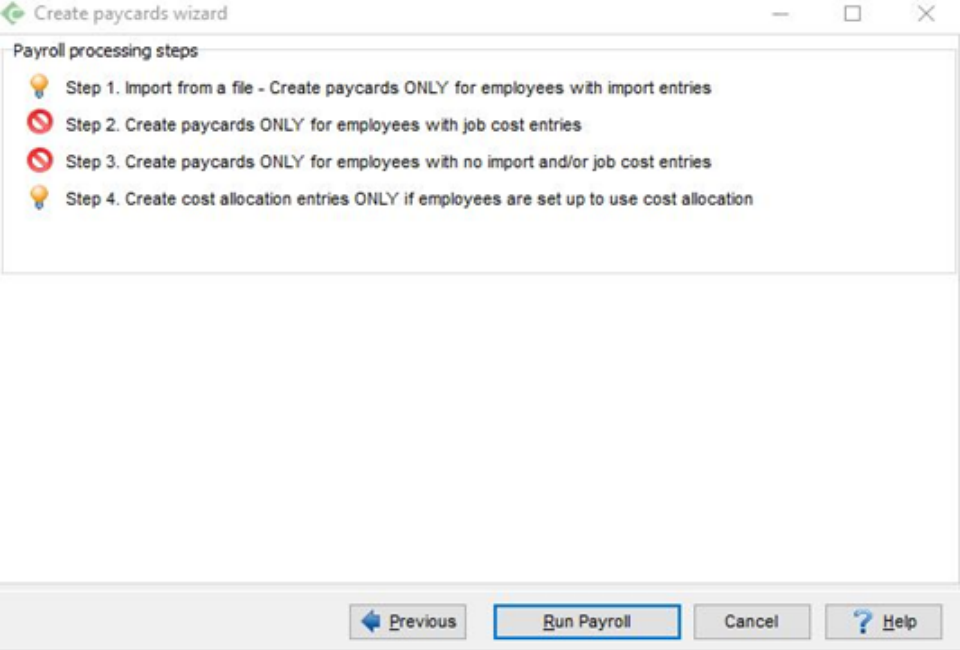 Create paycards wizard
Payroll processing steps
Step 1. Import from a file - Create paycards ONLY for employees with import entries
Step 2. Create paycards ONLY for employees with job cost entries
Step 3. Create paycards ONLY for employees with no import and/or job cost entries
Step 4. Create cost allocation entries ONLY if employees are set up to use cost allocation
Previous
Run Payroll
Cancel
Help